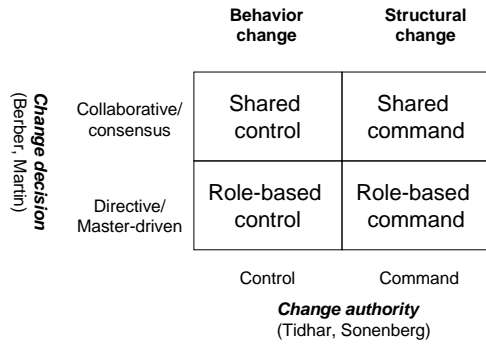 Behavior
change
Structural
change
Change decision
(Berber, Martin)
Collaborative/
consensus
Shared
control
Shared
command
Directive/
Master-driven
Role-based
control
Role-based
command
Control
Command
Change authority
(Tidhar, Sonenberg)